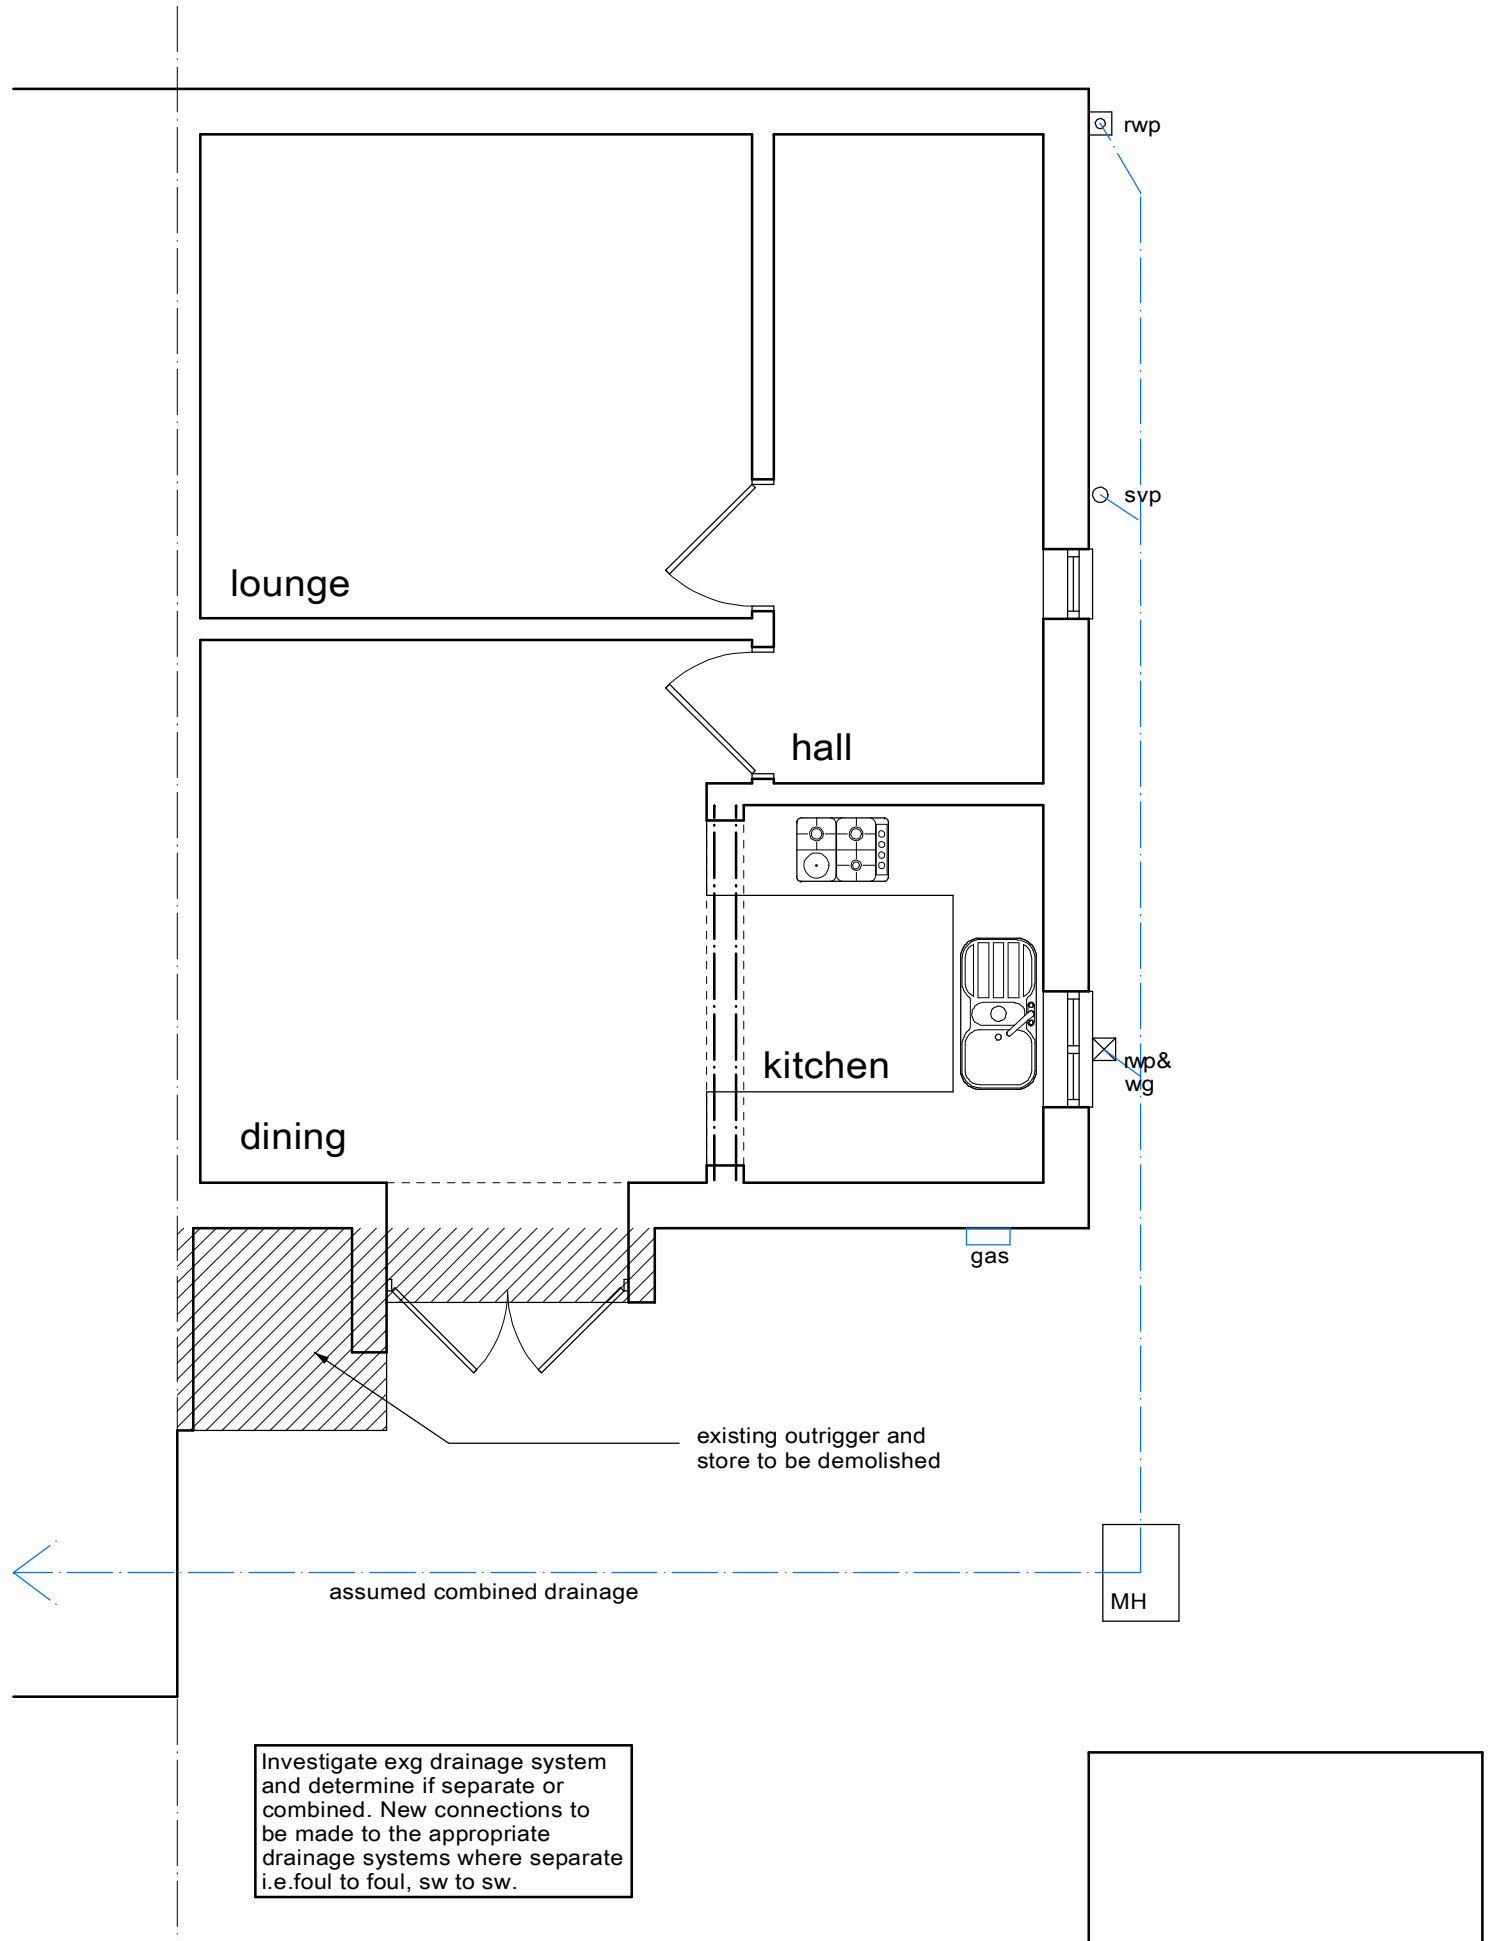 rwp
svp
lounge
hall
kitchen
rwp&
wg
dining
gas
existing outrigger and
store to be demolished
assumed combined drainage
MH
Investigate exg drainage system
and determine if separate or
combined. New connections to
be made to the appropriate
drainage systems where separate
i.e.foul to foul, sw to sw.